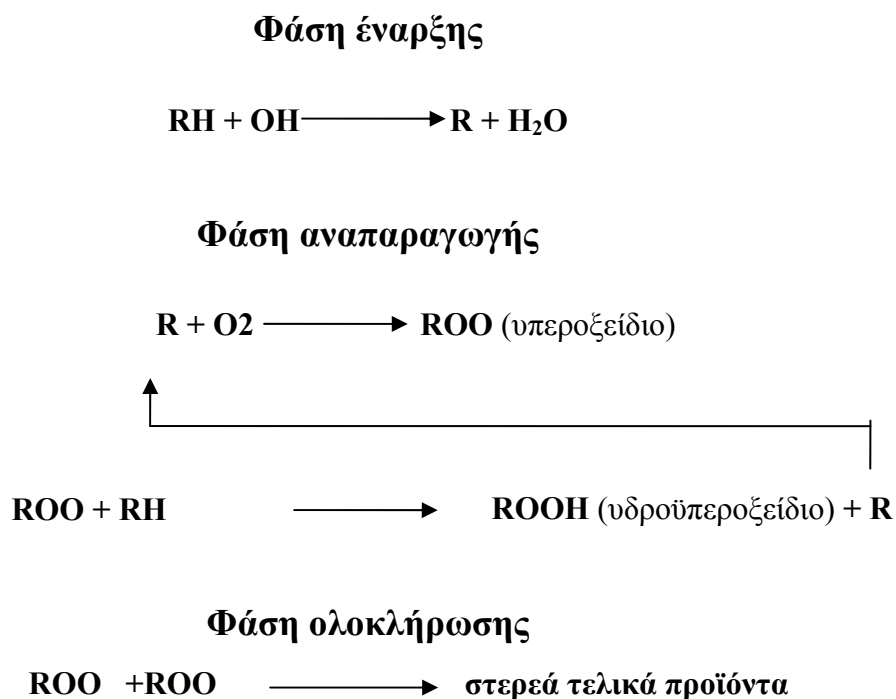 Φάση έναρξης
RH + OH → R + H₂O
Φάση αναπαραγωγής
R + O2 → ROO (υπεροξείδιο)
ROO + RH → ROOH (υδροϋπεροξείδιο) + R
Φάση ολοκλήρωσης
ROO +ROO → στερεά τελικά προϊόντα